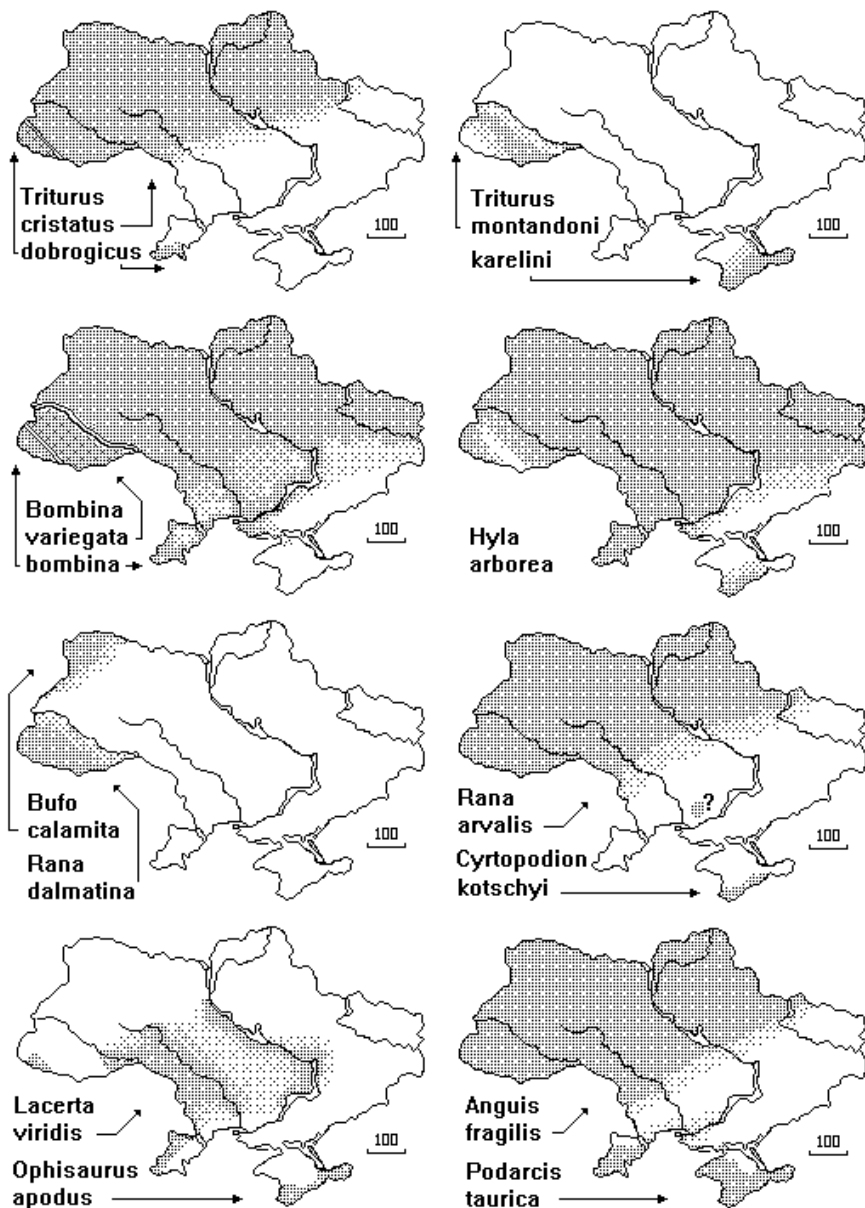 Triturus
cristatus
dobrogicus
100
Triturus
montandoni
karelini
100
Bombina
variegata
bombina
100
Hyla
arborea
100
Bufo
calamita
Rana
dalmatina
100
?
Rana
arvalis
Cyrtopodion
kotschyi
100
Lacerta
viridis
Ophisaurus
apodus
100
Anguis
fragilis
Podarcis
taurica
100